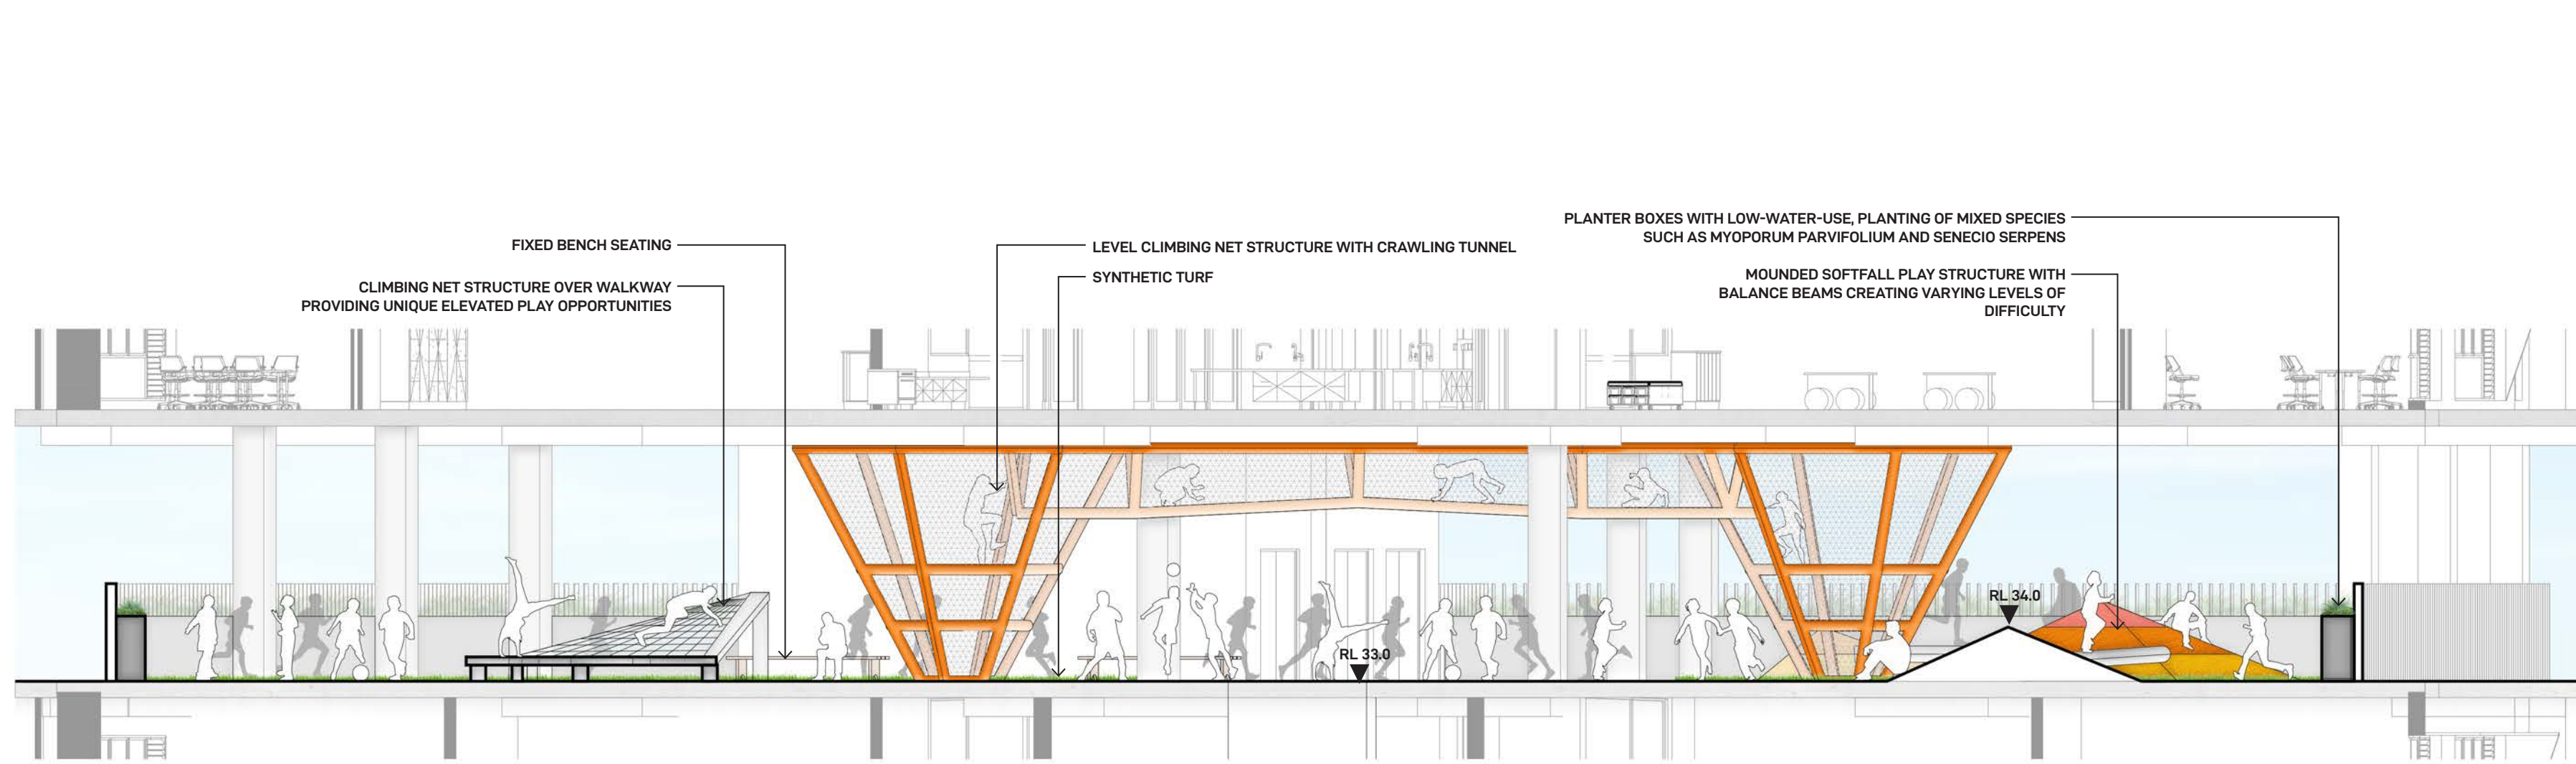 FIXED BENCH SEATING
CLIMBING NET STRUCTURE OVER WALKWAY
PROVIDING UNIQUE ELEVATED PLAY OPPORTUNITIES
LEVEL CLIMBING NET STRUCTURE WITH CRAWLING TUNNEL
SYNTHETIC TURF
PLANTER BOXES WITH LOW-WATER-USE, PLANTING OF MIXED SPECIES
SUCH AS MYOPORUM PARVIFOLIUM AND SENECIO SERPENS
MOUNDED SOFTFALL PLAY STRUCTURE WITH
BALANCE BEAMS CREATING VARYING LEVELS OF
DIFFICULTY
RL 34.0
RL 33.0